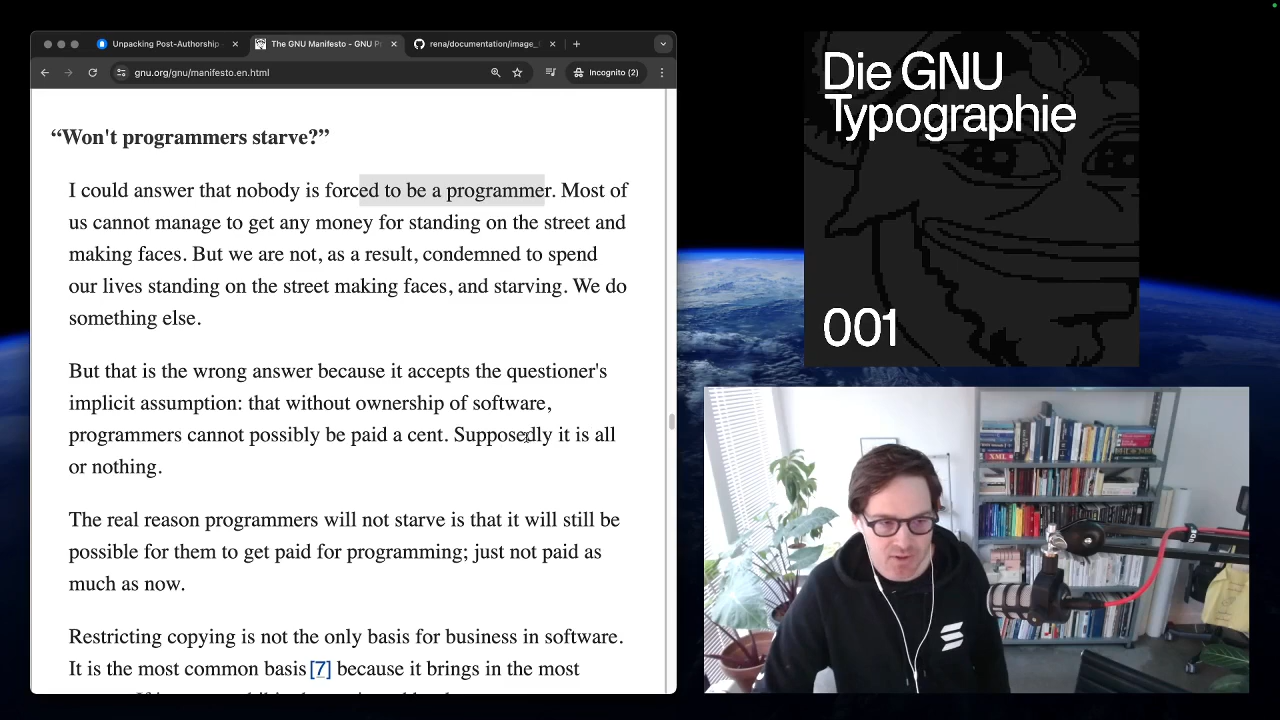 Unpacking Post-Authorship
The GNU Manifesto - GNU P
rena/documentation/image_
gnu.org/gnu/manifesto.en.html
Incognito (2)
“Won't programmers starve?”
I could answer that nobody is forced to be a programmer. Most of
us cannot manage to get any money for standing on the street and
making faces. But we are not, as a result, condemned to spend
our lives standing on the street making faces, and starving. We do
something else.
But that is the wrong answer because it accepts the questioner's
implicit assumption: that without ownership of software,
programmers cannot possibly be paid a cent. Supposedly it is all
or nothing.
The real reason programmers will not starve is that it will still be
possible for them to get paid for programming; just not paid as
much as now.
Restricting copying is not the only basis for business in software.
It is the most common basis[7] because it brings in the most
Die GNU
Typographie
001
XML